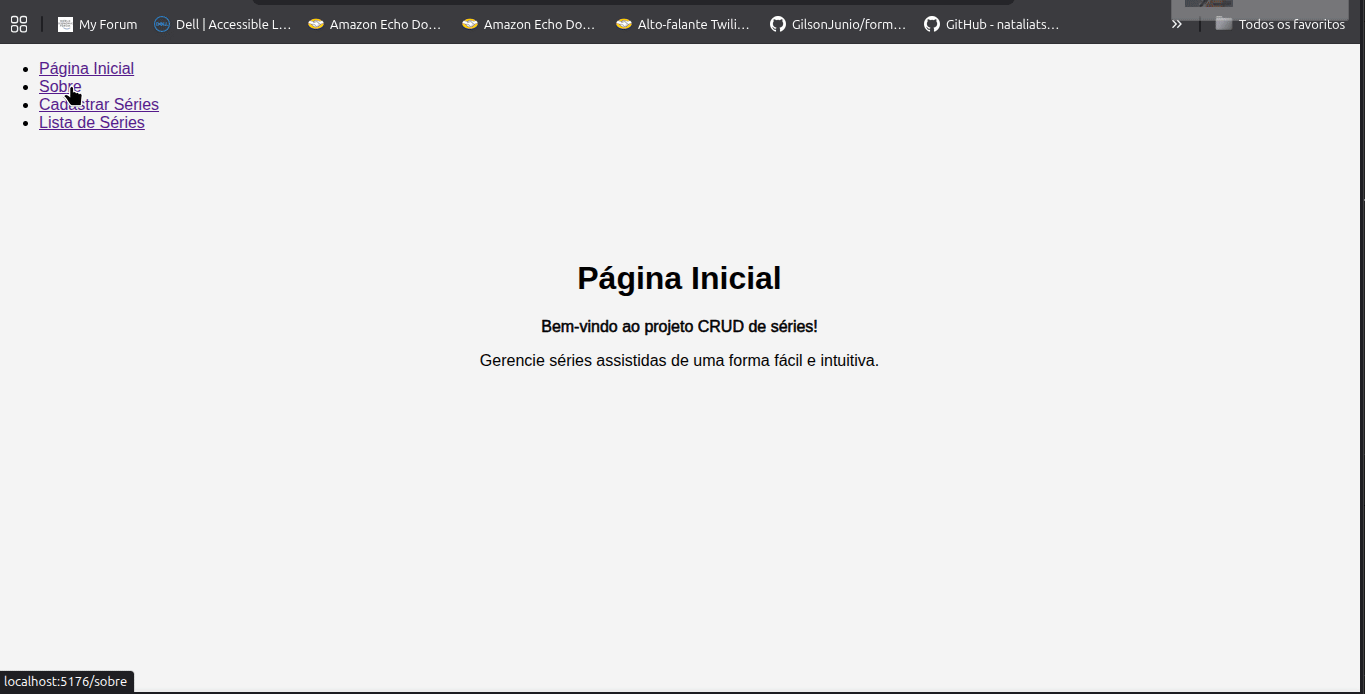 My Forum Dell | Accessible L... Amazon Echo Do... Amazon Echo Do... Alto-falante Twili... GilsonJunio/form... GitHub - nataliats... » Todos os favoritos
Página Inicial
Sobre
Cadastrar Séries
Lista de Séries
Página Inicial
Bem-vindo ao projeto CRUD de séries!
Gerencie séries assistidas de uma forma fácil e intuitiva.
localhost:5176/sobre